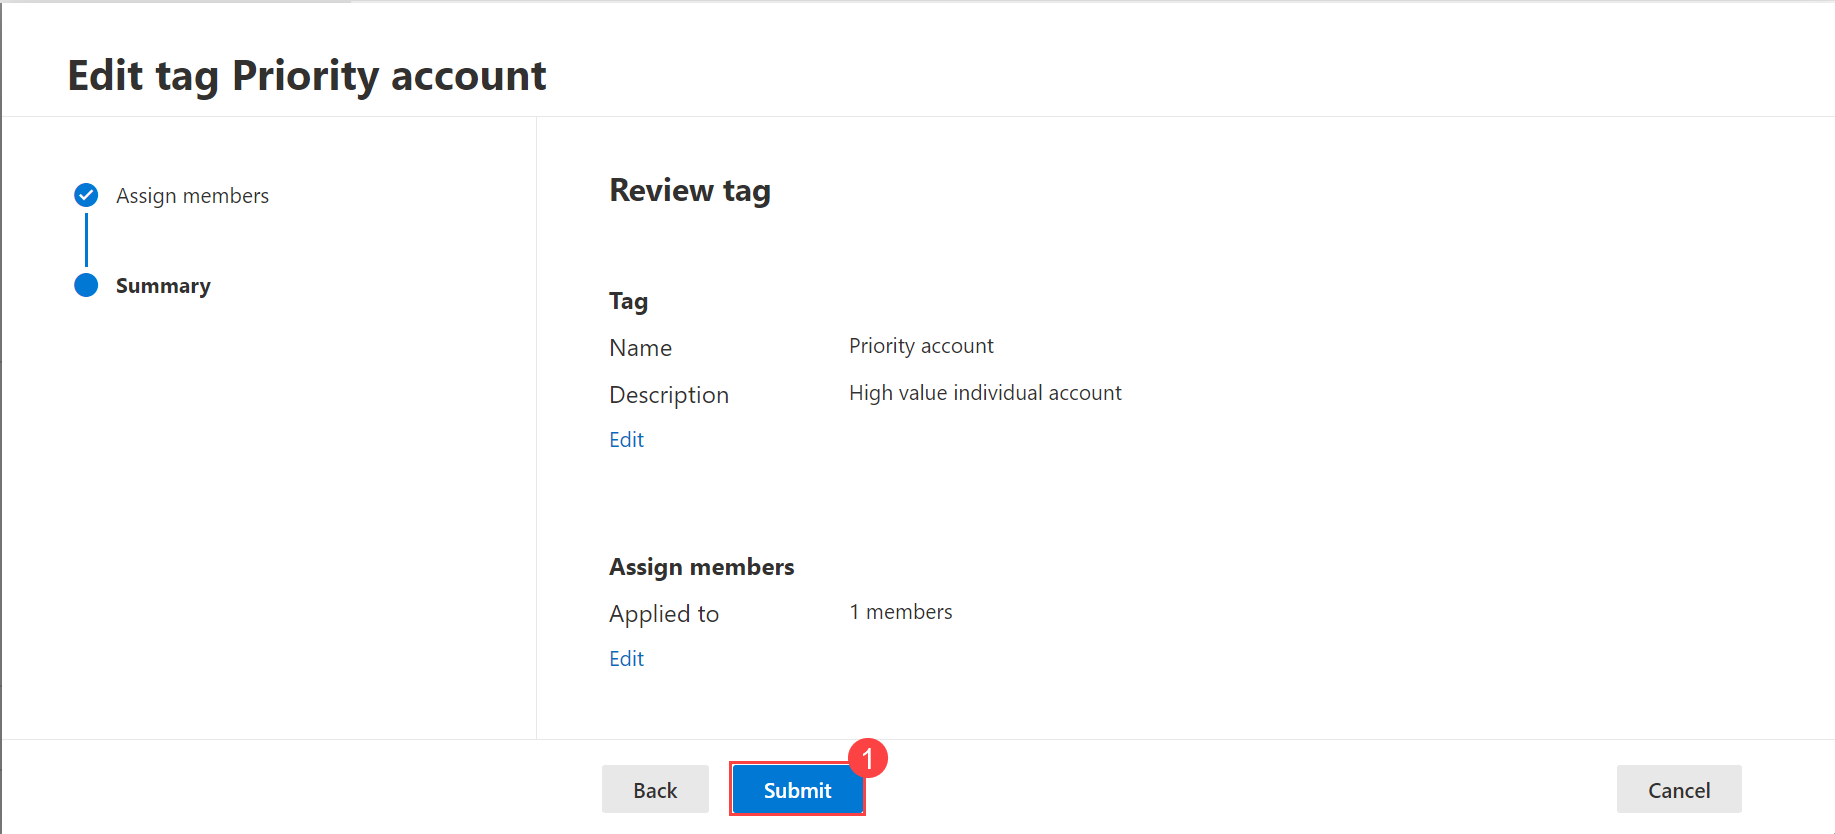 Edit tag Priority account
Assign members
Summary
Review tag
Tag
Name Priority account
Description High value individual account
Edit
Assign members
Applied to 1 members
Edit
1
Back Submit Cancel